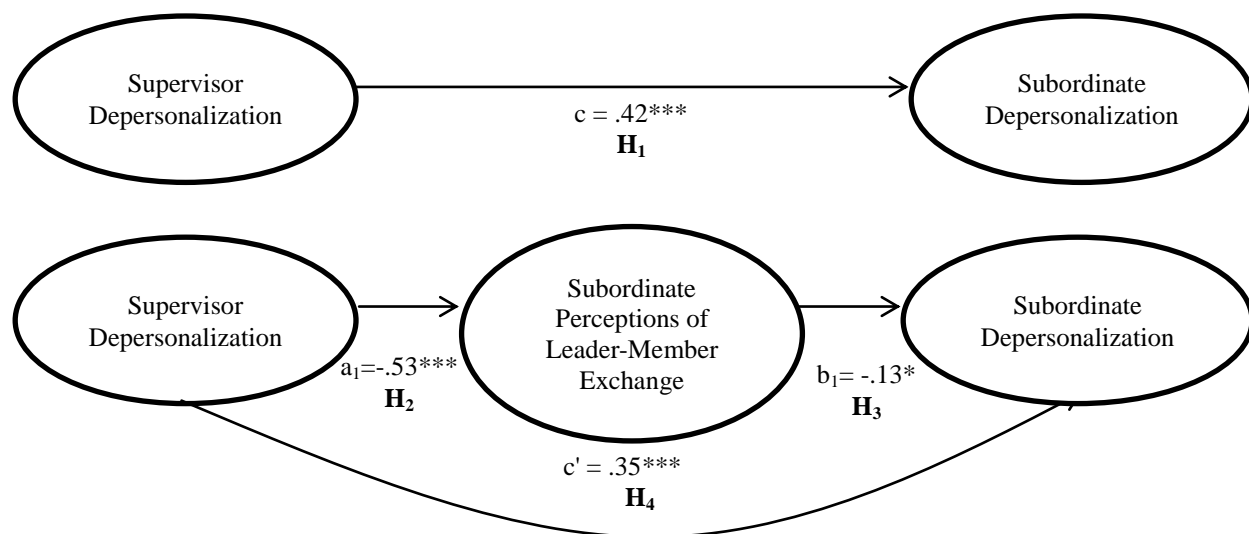 Supervisor
Depersonalization
Subordinate
Depersonalization
c = .42***
H₁
Supervisor
Depersonalization
Subordinate
Perceptions of
Leader-Member
Exchange
Subordinate
Depersonalization
a₁=-.53***
H₂
b₁= -.13*
H₃
c' = .35***
H₄